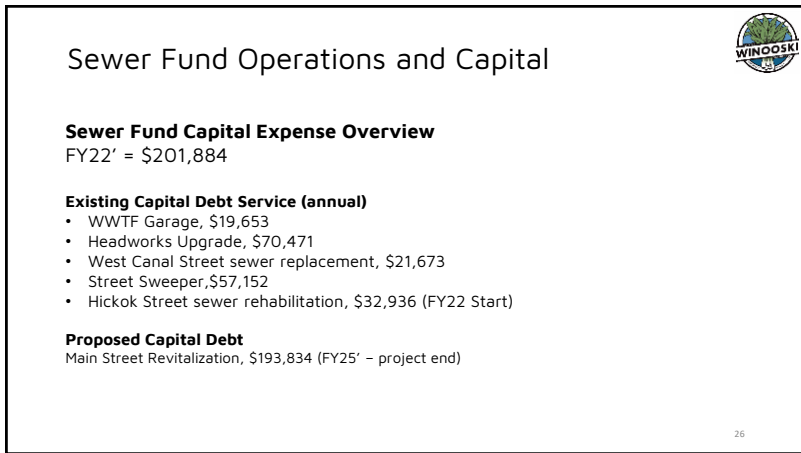 Sewer Fund Operations and Capital
WINOOSKI
Sewer Fund Capital Expense Overview
FY22’ = $201,884
Existing Capital Debt Service (annual)
• WWTF Garage, $19,653
• Headworks Upgrade, $70,471
• West Canal Street sewer replacement, $21,673
• Street Sweeper,$57,152
• Hickok Street sewer rehabilitation, $32,936 (FY22 Start)
Proposed Capital Debt
Main Street Revitalization, $193,834 (FY25’ – project end)
26